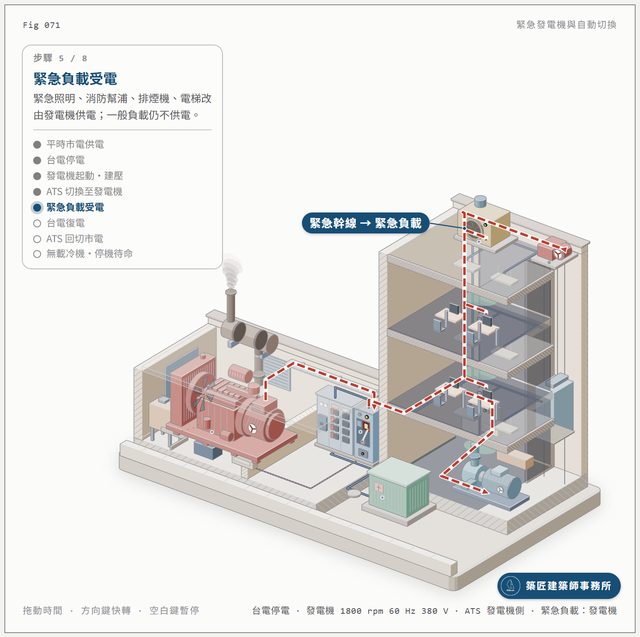 Fig 071
緊急發電機與自動切換
步驟 5 / 8
緊急負載受電
緊急照明、消防幫浦、排煙機、電梯改
由發電機供電；一般負載仍不供電。
平時市電供電
台電停電
發電機起動・建壓
ATS 切換至發電機
緊急負載受電
台電復電
ATS 回切市電
無載冷機・停機待命
緊急幹線 → 緊急負載
築匠建築師事務所
拖動時間 · 方向鍵快轉 · 空白鍵暫停
台電停電 · 發電機 1800 rpm 60 Hz 380 V · ATS 發電機側 · 緊急負載：發電機